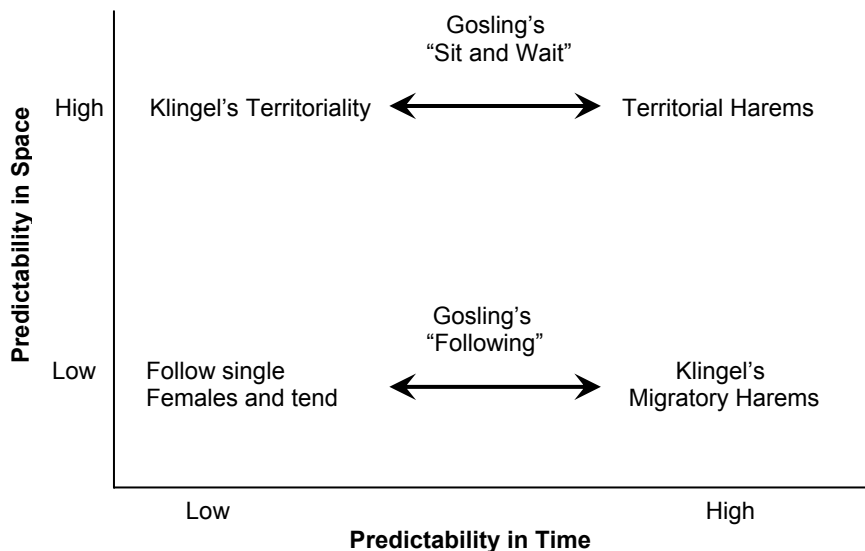 Gosling's
"Sit and Wait"
High
Klingel's Territoriality
Territorial Harems
Predictability in Space
Gosling's
"Following"
Low
Follow single
Females and tend
Klingel's
Migratory Harems
Low
High
Predictability in Time